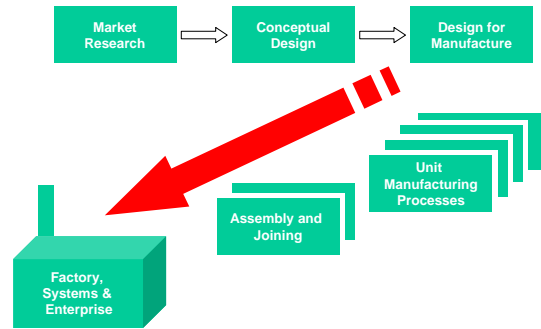 Market
Research
Conceptual
Design
Design for
Manufacture
Unit
Manufacturing
Processes
Assembly and
Joining
Factory,
Systems &
Enterprise